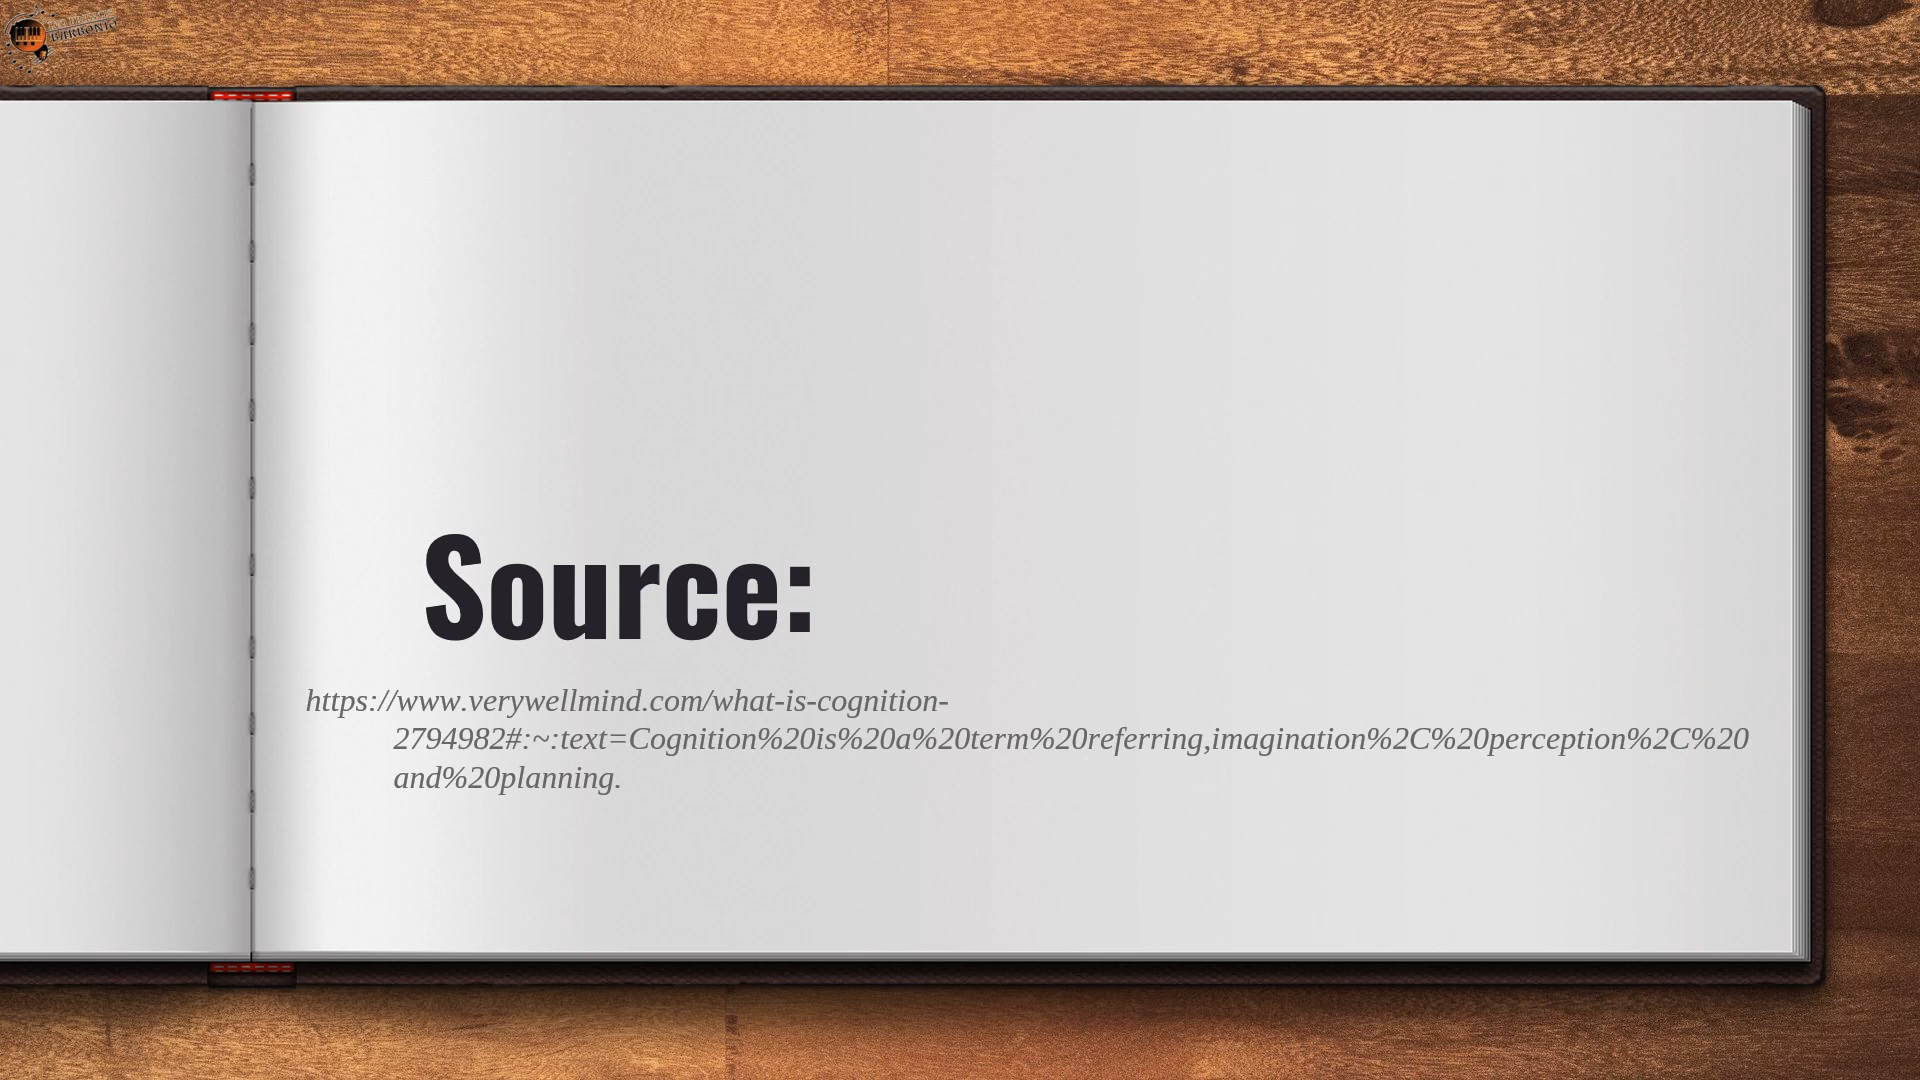 BARBONIO
Source:
https://www.verywellmind.com/what-is-cognition-
2794982#:~:text=Cognition%20is%20a%20term%20referring,imagination%2C%20perception%2C%20
and%20planning.